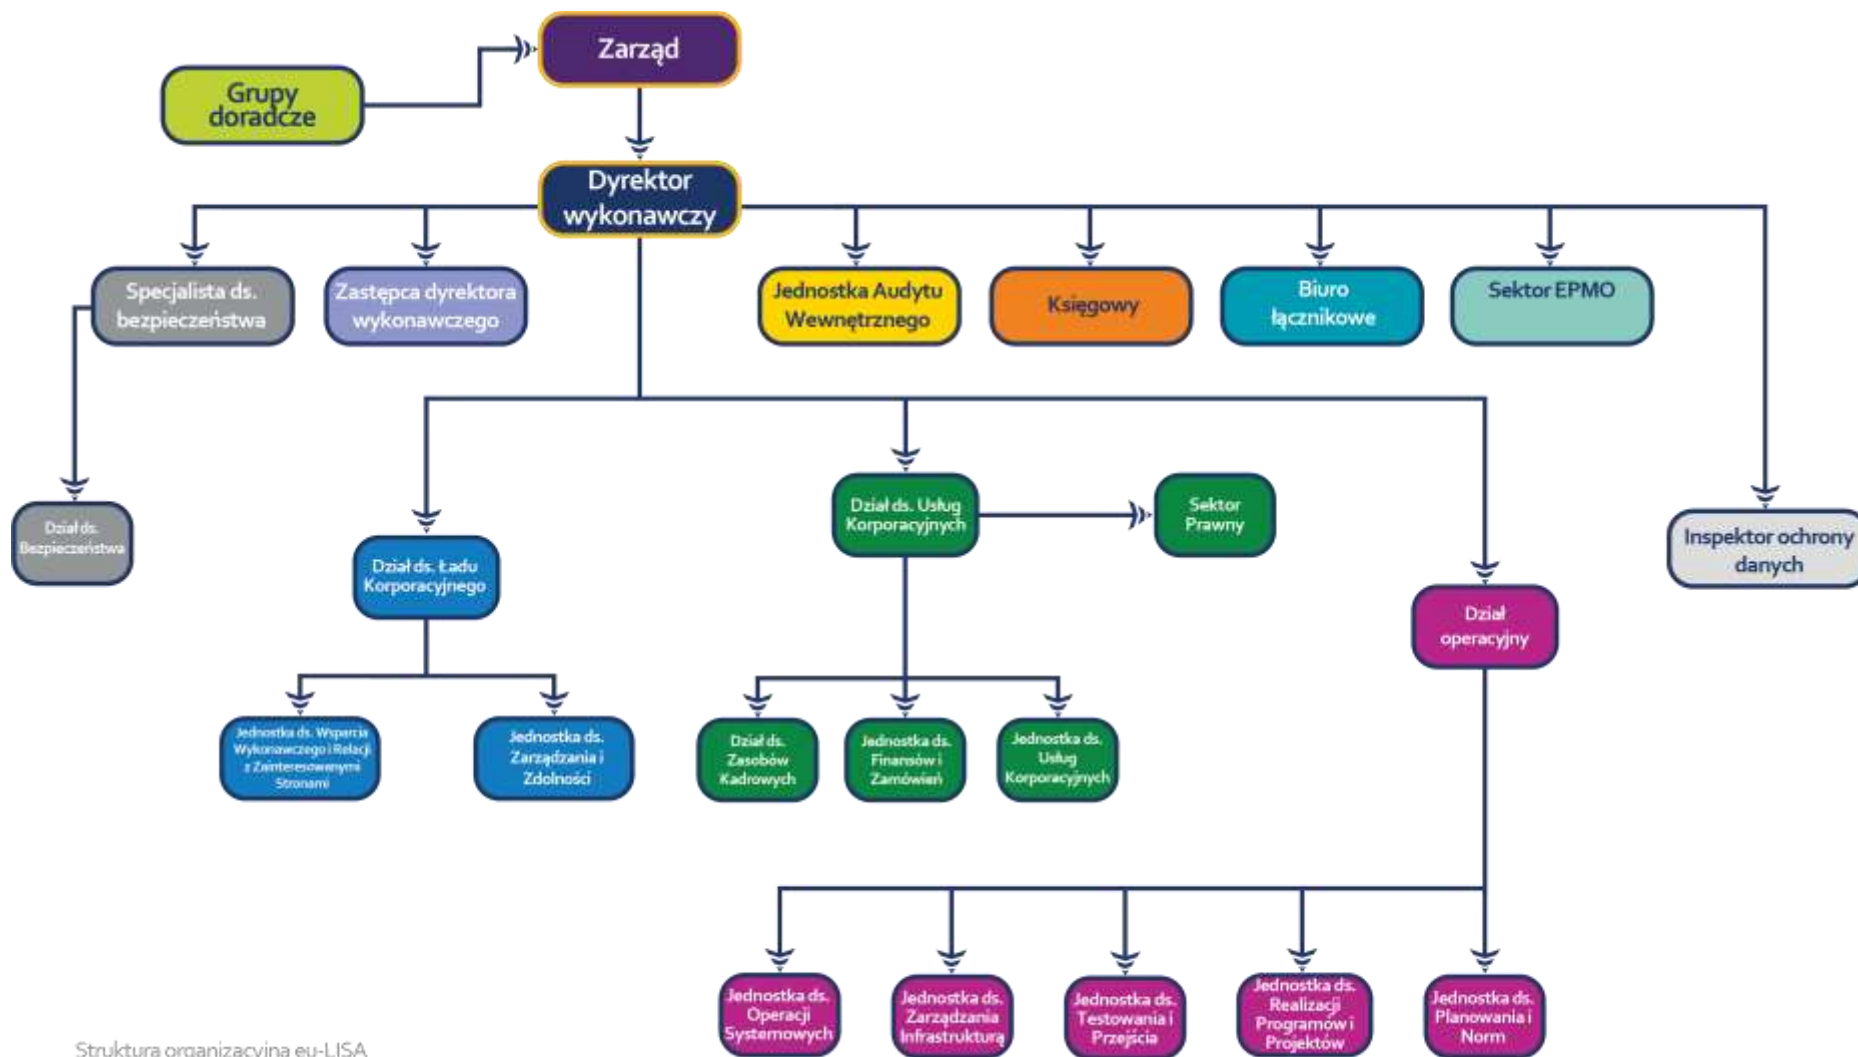 Zarząd
Grupy
doradcze
Dyrektor
wykonawczy
Specjalista ds.
bezpieczeństwa
Zastępca dyrektora
wykonawczego
Jednostka Audytu
Wewnętrznego
Księgowy
Biuro
łącznikowe
Sektor EPMO
Dział ds.
Bezpieczeństwa
Dział ds. Ładu
Korporacyjnego
Dział ds. Usług
Korporacyjnych
Sektor
Prawny
Inspektor ochrony
danych
Dział
operacyjny
Jednostka ds. Wsparcia
Wykonawczego i Relacji
z Zainteresowanymi
Stronami
Jednostka ds.
Zarządzania i
Zdolności
Dział ds.
Zasobów
Kadrowych
Jednostka ds.
Finansów i
Zamówień
Jednostka ds.
Usług
Korporacyjnych
Jednostka ds.
Operacji
Systemowych
Jednostka ds.
Zarządzania
Infrastrukturą
Jednostka ds.
Testowania i
Przejścia
Jednostka ds.
Realizacji
Programów i
Projektów
Jednostka ds.
Planowania i
Norm
Struktura organizacyjna eu-LISA